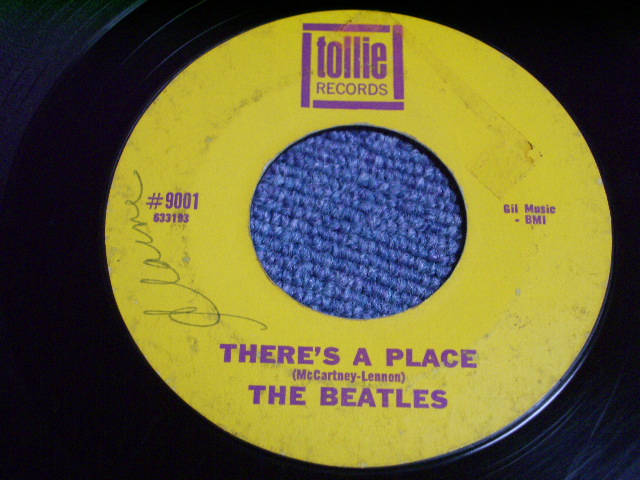 tollie
RECORDS
#9001
633193
Gil Music
- BMI
THERE'S A PLACE
(McCartney-Lennon)
THE BEATLES